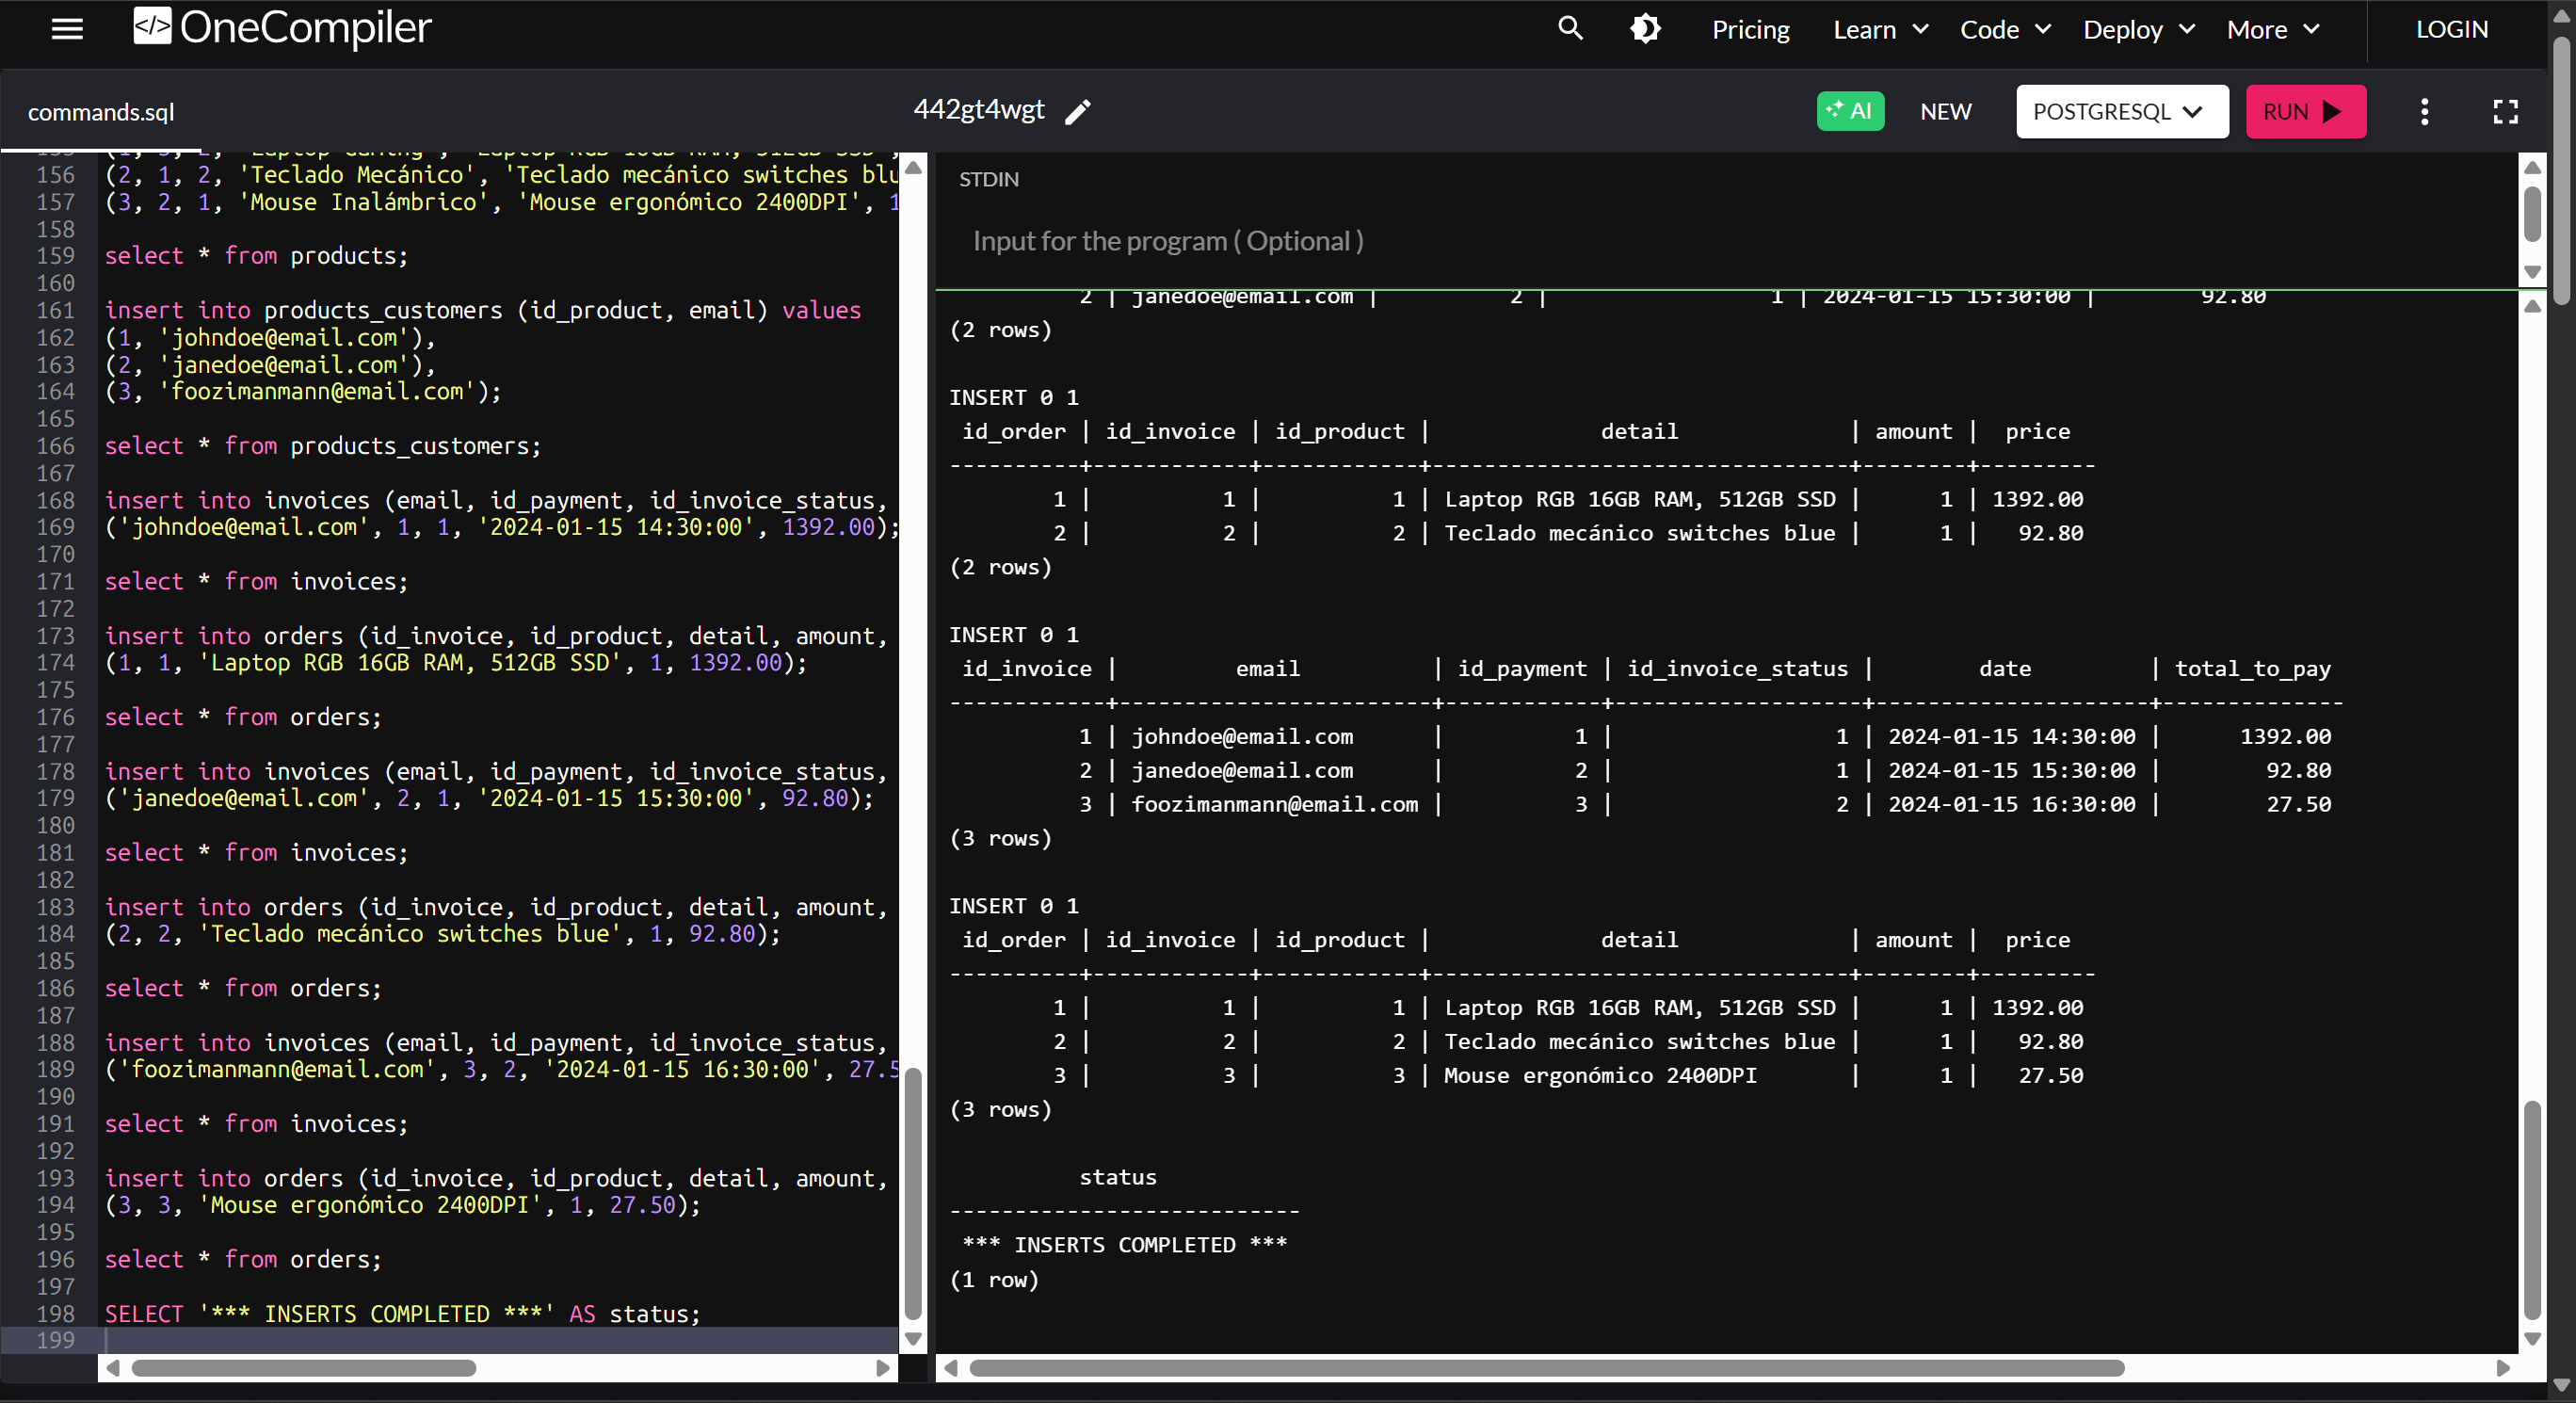 </> OneCompiler
Pricing Learn Code Deploy More LOGIN
commands.sql
442gt4wgt
AI NEW POSTGRESQL RUN
156 (2, 1, 2, 'Teclado Mecánico', 'Teclado mecánico switches blu
157 (3, 2, 1, 'Mouse Inalámbrico', 'Mouse ergonómico 2400DPI', 1
158
159 select * from products;
160
161 insert into products_customers (id_product, email) values
162 (1, 'johndoe@email.com'),
163 (2, 'janedoe@email.com'),
164 (3, 'foozimanmann@email.com');
165
166 select * from products_customers;
167
168 insert into invoices (email, id_payment, id_invoice_status,
169 ('johndoe@email.com', 1, 1, '2024-01-15 14:30:00', 1392.00);
170
171 select * from invoices;
172
173 insert into orders (id_invoice, id_product, detail, amount,
174 (1, 1, 'Laptop RGB 16GB RAM, 512GB SSD', 1, 1392.00);
175
176 select * from orders;
177
178 insert into invoices (email, id_payment, id_invoice_status,
179 ('janedoe@email.com', 2, 1, '2024-01-15 15:30:00', 92.80);
180
181 select * from invoices;
182
183 insert into orders (id_invoice, id_product, detail, amount,
184 (2, 2, 'Teclado mecánico switches blue', 1, 92.80);
185
186 select * from orders;
187
188 insert into invoices (email, id_payment, id_invoice_status,
189 ('foozimanmann@email.com', 3, 2, '2024-01-15 16:30:00', 27.5
190
191 select * from invoices;
192
193 insert into orders (id_invoice, id_product, detail, amount,
194 (3, 3, 'Mouse ergonómico 2400DPI', 1, 27.50);
195
196 select * from orders;
197
198 SELECT '*** INSERTS COMPLETED ***' AS status;
199
STDIN
Input for the program ( Optional )
2 | janedoe@email.com | 2 | 1 | 2024-01-15 15:30:00 | 92.80
(2 rows)
INSERT 0 1
id_order | id_invoice | id_product | detail | amount | price
----------+------------+------------+--------------------------------+--------+---------
1 | 1 | 1 | Laptop RGB 16GB RAM, 512GB SSD | 1 | 1392.00
2 | 2 | 2 | Teclado mecánico switches blue | 1 | 92.80
(2 rows)
INSERT 0 1
id_invoice | email | id_payment | id_invoice_status | date | total_to_pay
------------+------------------------+------------+-------------------+---------------------+--------------
1 | johndoe@email.com | 1 | 1 | 2024-01-15 14:30:00 | 1392.00
2 | janedoe@email.com | 2 | 1 | 2024-01-15 15:30:00 | 92.80
3 | foozimanmann@email.com | 3 | 2 | 2024-01-15 16:30:00 | 27.50
(3 rows)
INSERT 0 1
id_order | id_invoice | id_product | detail | amount | price
----------+------------+------------+--------------------------------+--------+---------
1 | 1 | 1 | Laptop RGB 16GB RAM, 512GB SSD | 1 | 1392.00
2 | 2 | 2 | Teclado mecánico switches blue | 1 | 92.80
3 | 3 | 3 | Mouse ergonómico 2400DPI | 1 | 27.50
(3 rows)
status
---------------------------
*** INSERTS COMPLETED ***
(1 row)